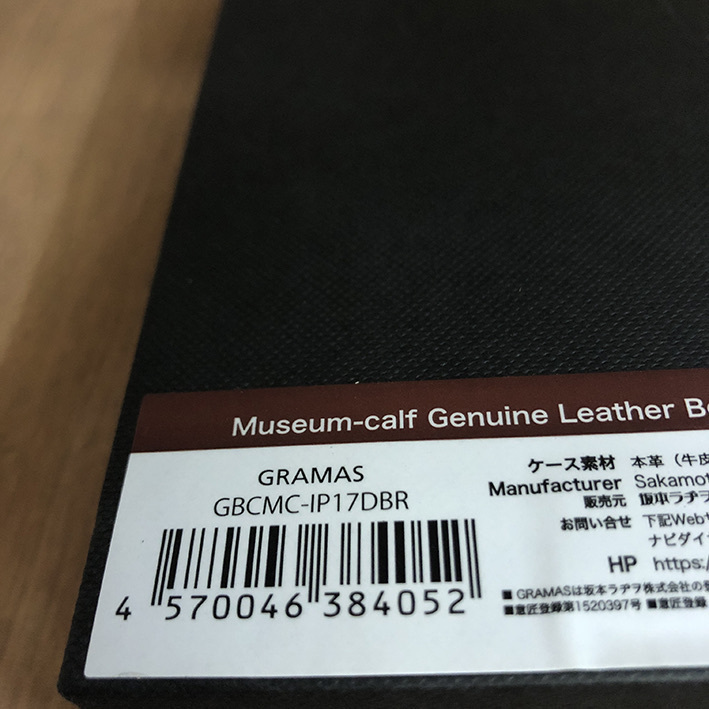 Museum-calf Genuine Leather B
GRAMAS
GBCMC-IP17DBR
4 570046 384052
ケース素材 本革(牛皮
Manufacturer Sakamot
販売元 坂本ラヂヲ
お問い合せ 下記Webサ
ナビダイ
HP https:/
■ GRAMASは坂本ラヂヲ株式会社の登
■意匠登録第1520397号 ■意匠登録